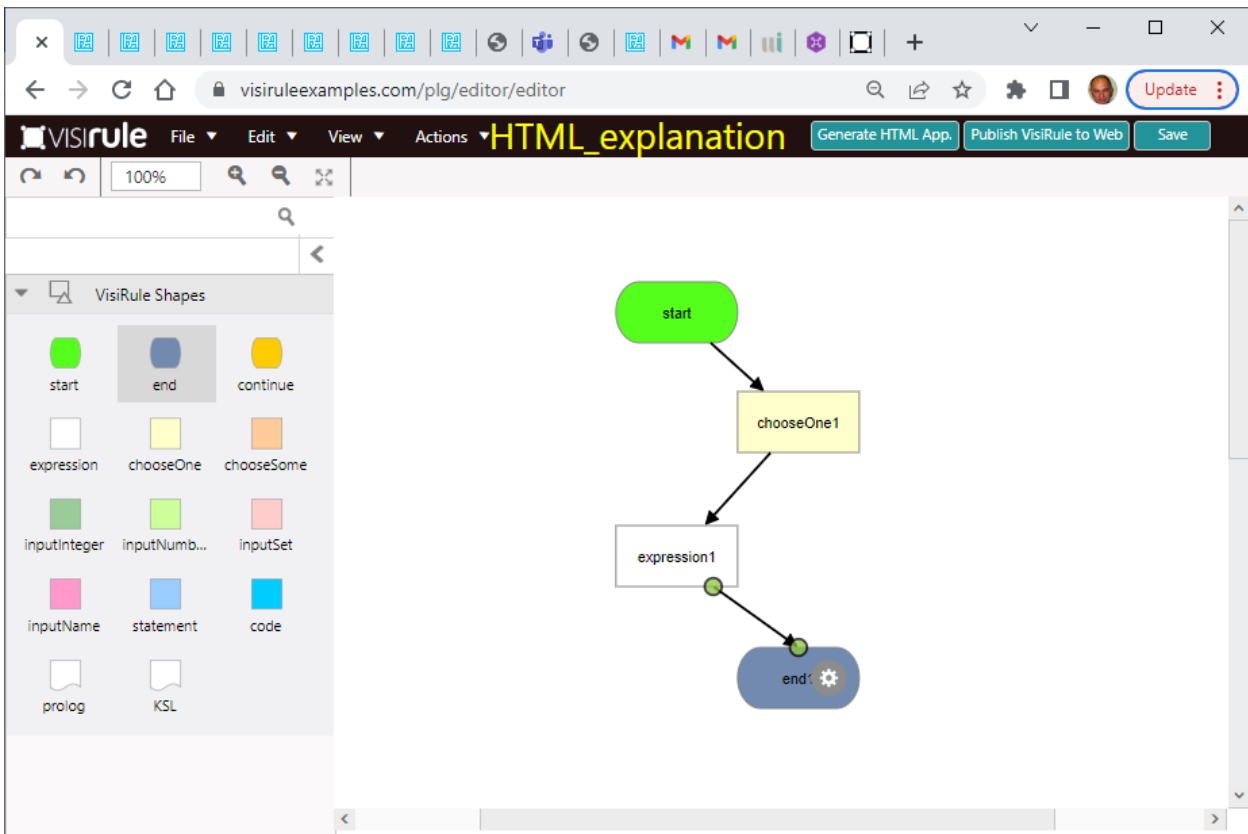 visiruleexamples.com/plg/editor/editor
Update
VISIrule File Edit View Actions HTML_explanation Generate HTML App. Publish VisiRule to Web Save
100%
VisiRule Shapes
start end continue
expression chooseOne chooseSome
inputInteger inputNumb... inputSet
inputName statement code
prolog KSL
start
chooseOne1
expression1
end1